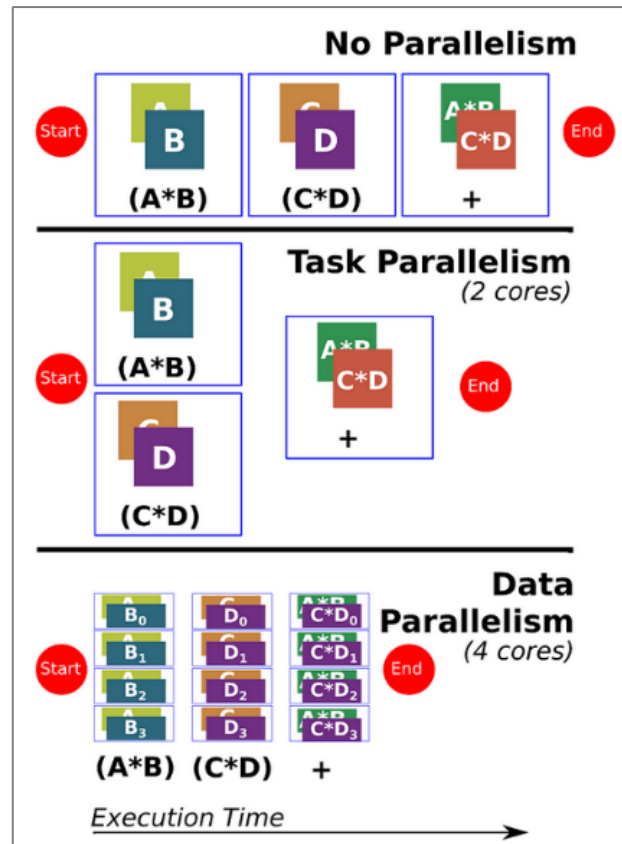 No Parallelism
Start
A
B
C
D
A*B
C*D
End
(A*B)
(C*D)
+
Task Parallelism
(2 cores)
A
B
(A*B)
Start
A*B
C*D
+
End
C
D
(C*D)
Data
Parallelism
(4 cores)
Start
A
B0
C
D0
A*B
C*D0
A
B1
C
D1
A*B
C*D1
A
B2
C
D2
A*B
C*D2
A
B3
C
D3
A*B
C*D3
End
(A*B)
(C*D)
+
Execution Time